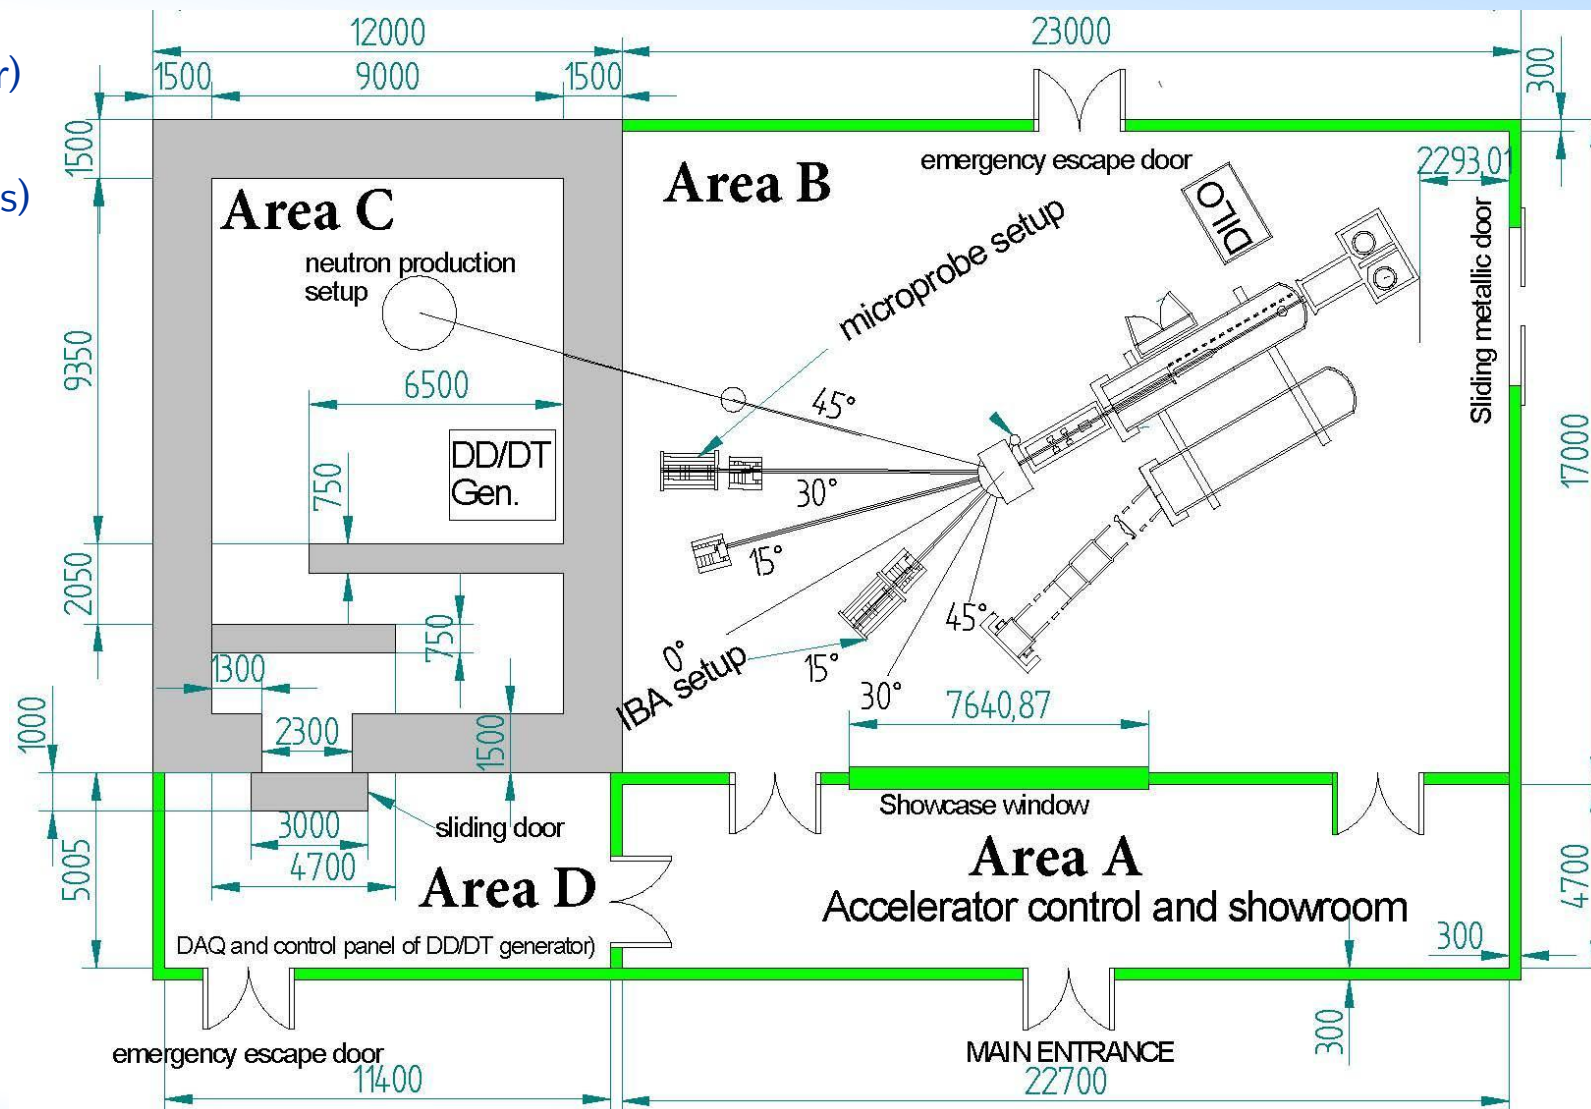 r)
s)
12000
23000
1500
9000
1500
300
1500
Area C
Area B
emergency escape door
2293,01
DILO
neutron production
setup
microprobe setup
Sliding metallic door
9350
6500
45°
DD/DT
Gen.
750
30°
17000
15°
2050
750
45°
0°
15°
IBA setup
30°
1300
7640,87
1000
2300
1500
Showcase window
3000
sliding door
4700
5005
Area D
Area A
Accelerator control and showroom
4700
DAQ and control panel of DD/DT generator)
300
300
emergency escape door
MAIN ENTRANCE
11400
22700